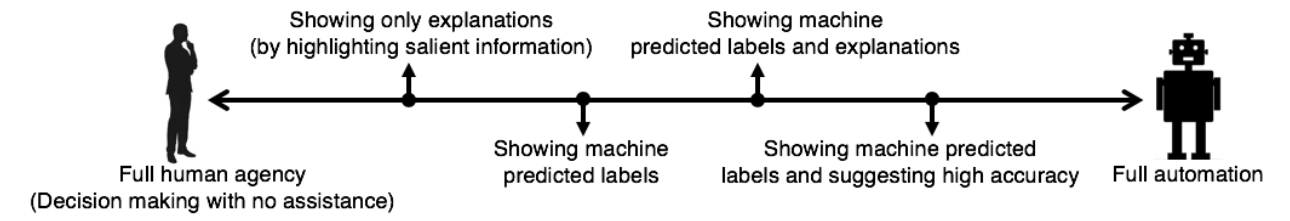 Showing only explanations
(by highlighting salient information)
Showing machine
predicted labels and explanations
Showing machine
predicted labels
Showing machine predicted
labels and suggesting high accuracy
Full human agency
(Decision making with no assistance)
Full automation